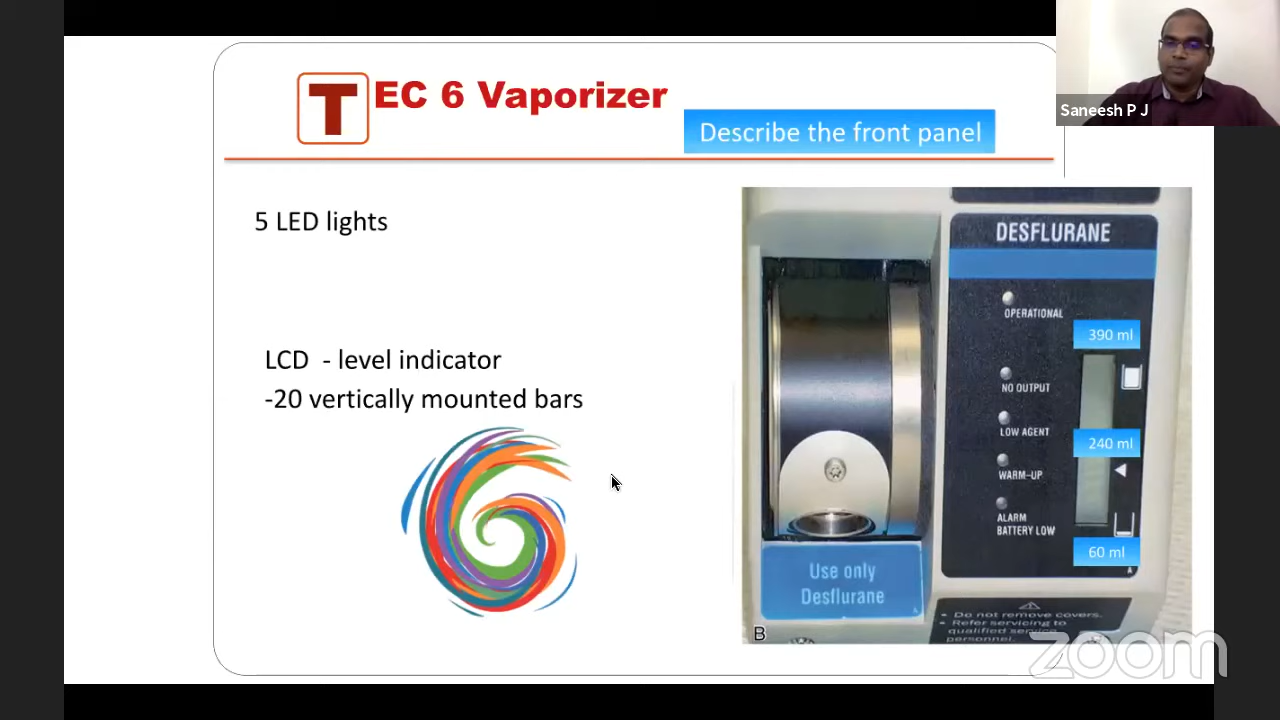 TEC 6 Vaporizer
Describe the front panel
Saneesh P J
5 LED lights
LCD - level indicator
-20 vertically mounted bars
DESFLURANE
OPERATIONAL
390 ml
NO OUTPUT
LOW AGENT
240 ml
WARM-UP
ALARM
BATTERY LOW
60 ml
A
Use only
Desflurane
B
• Do not remove covers.
• Refer servicing to
qualified service
personnel.
zoom